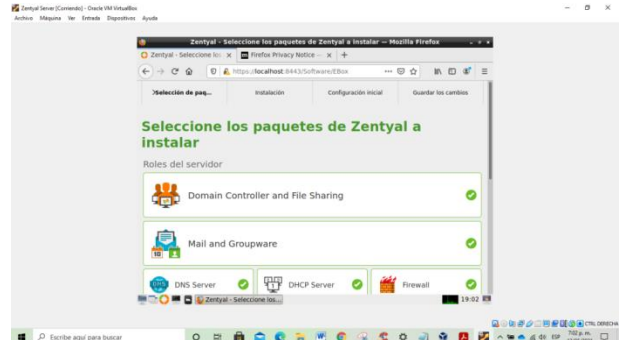 Zentyal Server [Corriendo] - Oracle VM VirtualBox
Archivo Máquina Ver Entrada Dispositivos Ayuda
Zentyal - Seleccione los paquetes de Zentyal a instalar — Mozilla Firefox
Zentyal - Seleccione los
Firefox Privacy Notice —
https://localhost:8443/Software/EBox
Selección de paq...
Instalación
Configuración inicial
Guardar los cambios
Seleccione los paquetes de Zentyal a
instalar
Roles del servidor
Domain Controller and File Sharing
Mail and Groupware
DNS Server
DHCP Server
Firewall
Zentyal - Seleccione los...
19:02
CTRL DERECHA
Escribe aquí para buscar
ESP
7:02 p. m.